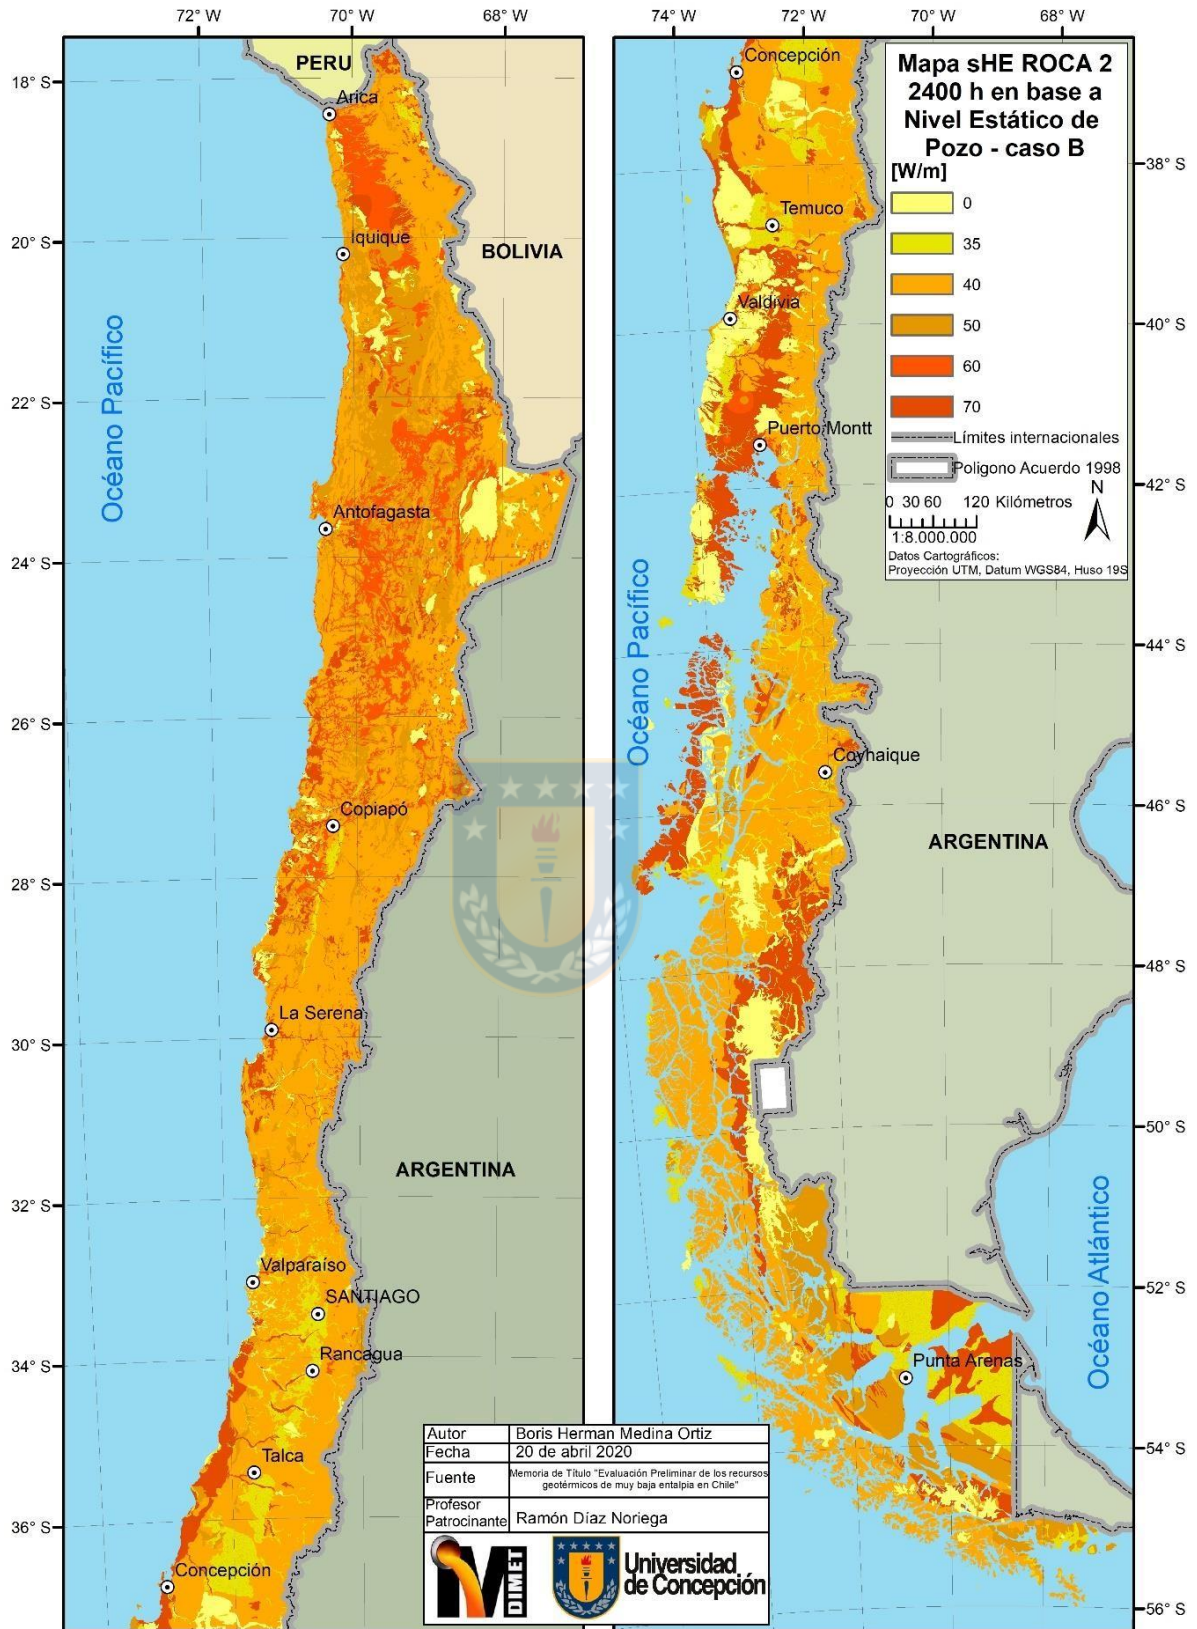 72° W
70° W
68° W
74° W
72° W
70° W
68° W
18° S
20° S
22° S
24° S
26° S
28° S
30° S
32° S
34° S
36° S
PERU
Arica
Iquique
BOLIVIA
Océano Pacífico
Antofagasta
Copiapó
La Serena
ARGENTINA
Valparaíso
SANTIAGO
Rancagua
Talca
Concepción
Concepción
Temuco
Valdivia
Puerto Montt
Océano Pacífico
Coyhaique
ARGENTINA
Océano Atlántico
Punta Arenas
38° S
40° S
42° S
44° S
46° S
48° S
50° S
52° S
54° S
56° S
Mapa sHE ROCA 2
2400 h en base a
Nivel Estático de
Pozo - caso B
[W/m]
0
35
40
50
60
70
Límites internacionales
Poligono Acuerdo 1998
N
0 30 60 120 Kilómetros
1:8.000.000
Datos Cartográficos:
Proyección UTM, Datum WGS84, Huso 19S
Autor Boris Herman Medina Ortiz
Fecha 20 de abril 2020
Fuente Memoria de Título "Evaluación Preliminar de los recursos
geotérmicos de muy baja entalpia en Chile"
Profesor
Patrocinante Ramón Díaz Noriega
DIMET
Universidad
de Concepción